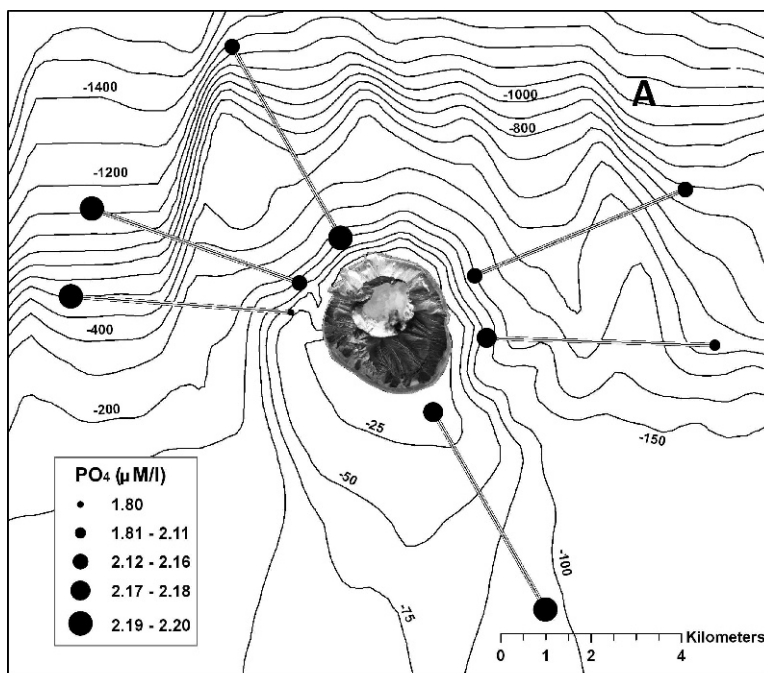 A
-1400
-1000
-800
-1200
-400
-200
-150
-25
-50
-100
-75
PO₄ (µ M/l)
1.80
1.81 - 2.11
2.12 - 2.16
2.17 - 2.18
2.19 - 2.20
Kilometers
0 1 2 4